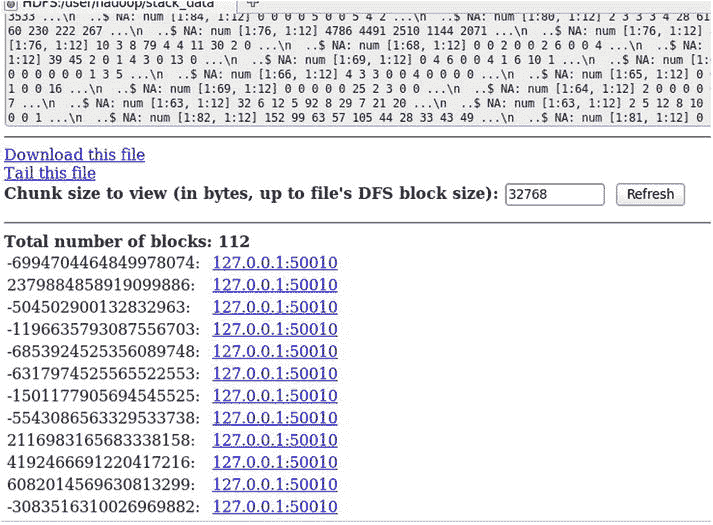 HDFS:/user/hadoop/stack_data
3533 ...\n ..$ NA: num [1:84, 1:12] 0 0 0 0 5 0 0 5 4 2 ...\n ..$ NA: num [1:80, 1:12] 2 3 3 3 4 28 61
60 230 222 267 ...\n ..$ NA: num [1:76, 1:12] 4786 4491 2510 1144 2071 ...\n ..$ NA: num [1:76, 1:12]
[1:76, 1:12] 10 3 8 79 4 4 11 30 2 0 ...\n ..$ NA: num [1:68, 1:12] 0 0 2 0 0 2 6 0 0 4 ...\n ..$ NA:
1:12] 39 45 2 0 1 4 3 0 13 0 ...\n ..$ NA: num [1:69, 1:12] 0 4 6 0 0 4 1 6 10 1 ...\n ..$ NA: num [1:
0 0 0 0 0 0 1 3 5 ...\n ..$ NA: num [1:66, 1:12] 4 3 3 0 0 4 0 0 0 0 ...\n ..$ NA: num [1:65, 1:12] 0
1 0 0 16 ...\n ..$ NA: num [1:69, 1:12] 0 0 0 0 0 25 2 3 0 0 ...\n ..$ NA: num [1:64, 1:12] 2 0 0 0 0 0
7 ...\n ..$ NA: num [1:63, 1:12] 32 6 12 5 92 8 29 7 21 20 ...\n ..$ NA: num [1:63, 1:12] 2 5 12 8 10
0 0 1 ...\n ..$ NA: num [1:82, 1:12] 152 99 63 57 105 44 28 33 43 49 ...\n ..$ NA: num [1:81, 1:12] 0
Download this file
Tail this file
Chunk size to view (in bytes, up to file's DFS block size): 32768 Refresh
Total number of blocks: 112
-6994704464849978074: 127.0.0.1:50010
2379884858919099886: 127.0.0.1:50010
-504502900132832963: 127.0.0.1:50010
-1196635793087556703: 127.0.0.1:50010
-6853924525356089748: 127.0.0.1:50010
-6317974525565522553: 127.0.0.1:50010
-1501177905694545525: 127.0.0.1:50010
-5543086563329533738: 127.0.0.1:50010
2116983165683338158: 127.0.0.1:50010
4192466691220417216: 127.0.0.1:50010
6082014569630813299: 127.0.0.1:50010
-3083516310026969882: 127.0.0.1:50010